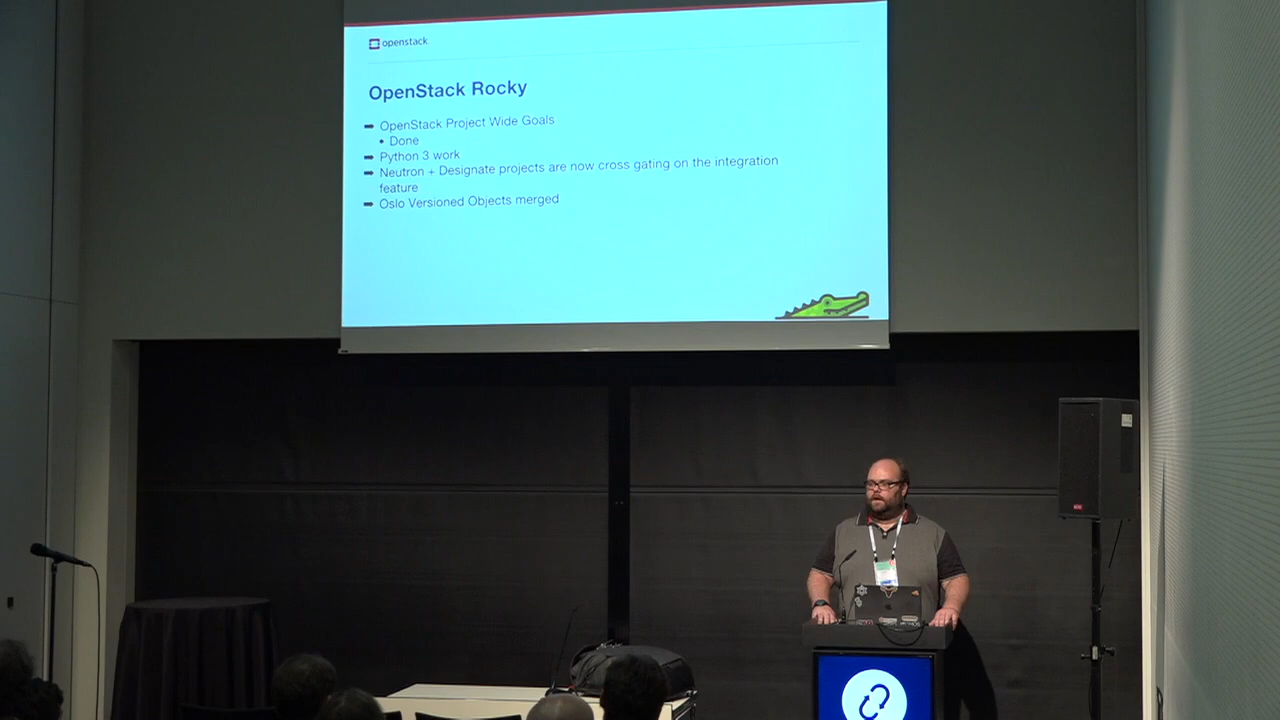 openstack
OpenStack Rocky
OpenStack Project Wide Goals
Done
Python 3 work
Neutron + Designate projects are now cross gating on the integration
feature
Oslo Versioned Objects merged